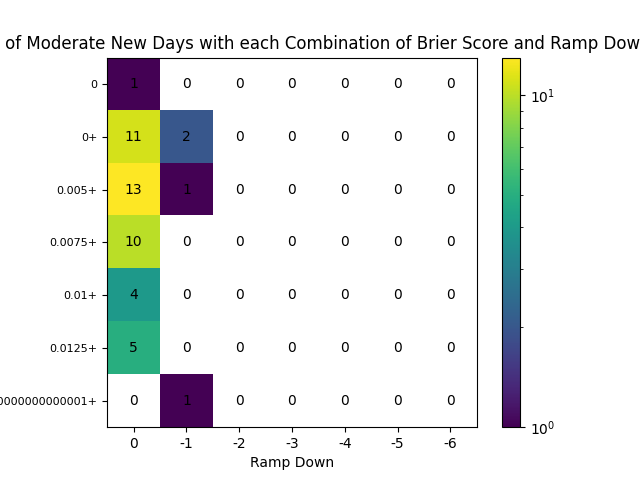 of Moderate New Days with each Combination of Brier Score and Ramp Dow
0 1 0 0 0 0 0 0
0+ 11 2 0 0 0 0 0
0.005+ 13 1 0 0 0 0 0
0.0075+ 10 0 0 0 0 0 0
0.01+ 4 0 0 0 0 0 0
0.0125+ 5 0 0 0 0 0 0
0000000000001+ 0 1 0 0 0 0 0
0 -1 -2 -3 -4 -5 -6
Ramp Down
10¹
10⁰